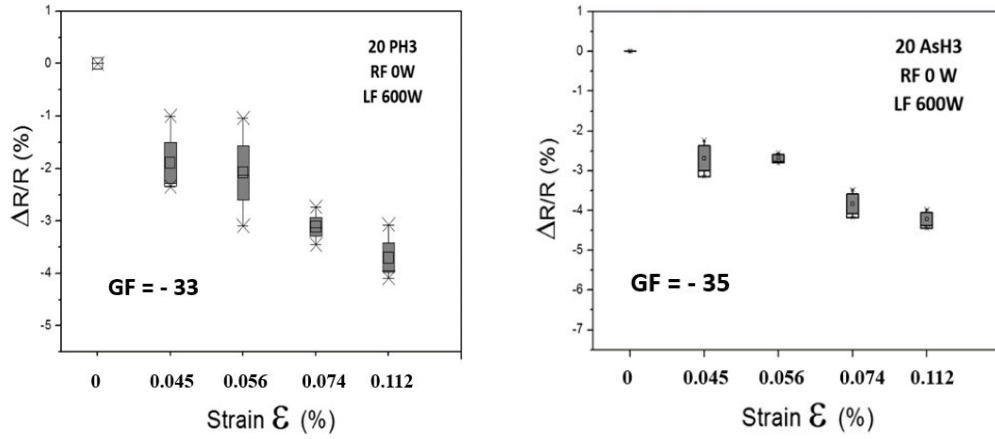 20 PH3
RF 0W
LF 600W
0
-1
-2
-3
-4
-5
ΔR/R (%)
GF = - 33
0 0.045 0.056 0.074 0.112
Strain ε (%)
20 AsH3
RF 0 W
LF 600W
1
0
-1
-2
-3
-4
-5
-6
-7
ΔR/R (%)
GF = - 35
0 0.045 0.056 0.074 0.112
Strain ε (%)